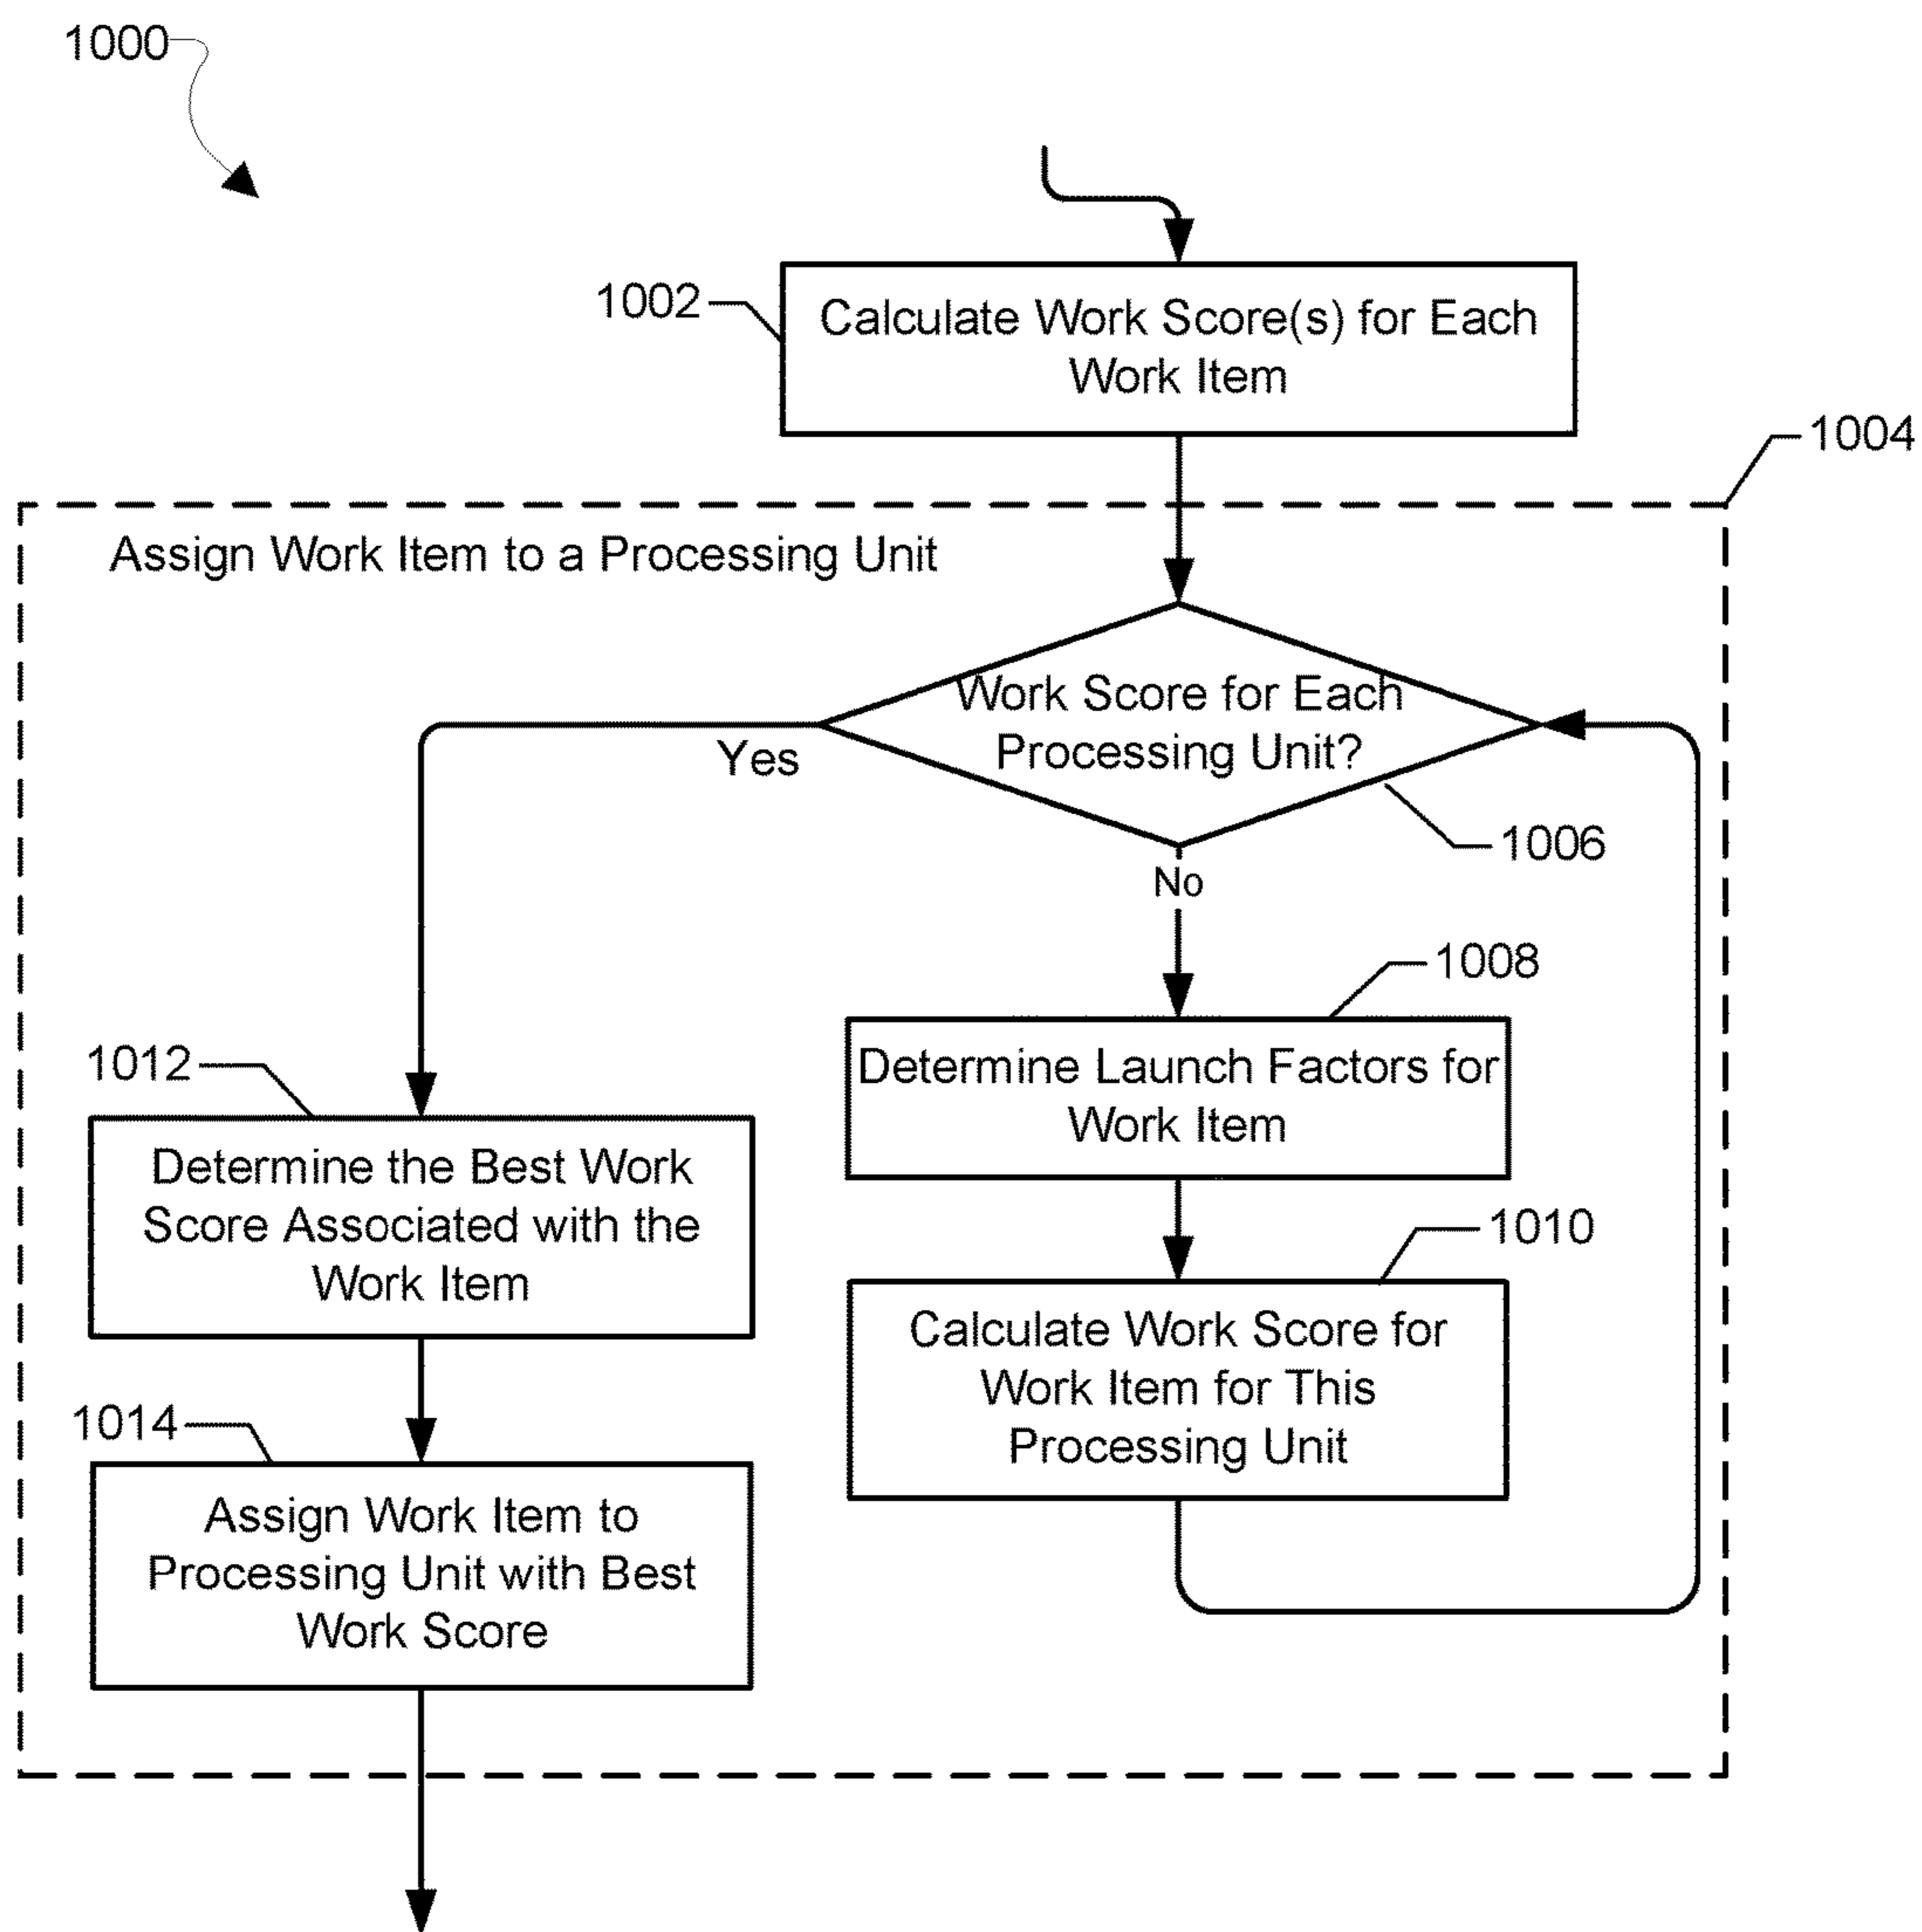 1000
1002
Calculate Work Score(s) for Each
Work Item
1004
Assign Work Item to a Processing Unit
Work Score for Each
Processing Unit?
Yes
1006
No
1008
Determine Launch Factors for
Work Item
1012
Determine the Best Work
Score Associated with the
Work Item
1010
Calculate Work Score for
Work Item for This
Processing Unit
1014
Assign Work Item to
Processing Unit with Best
Work Score